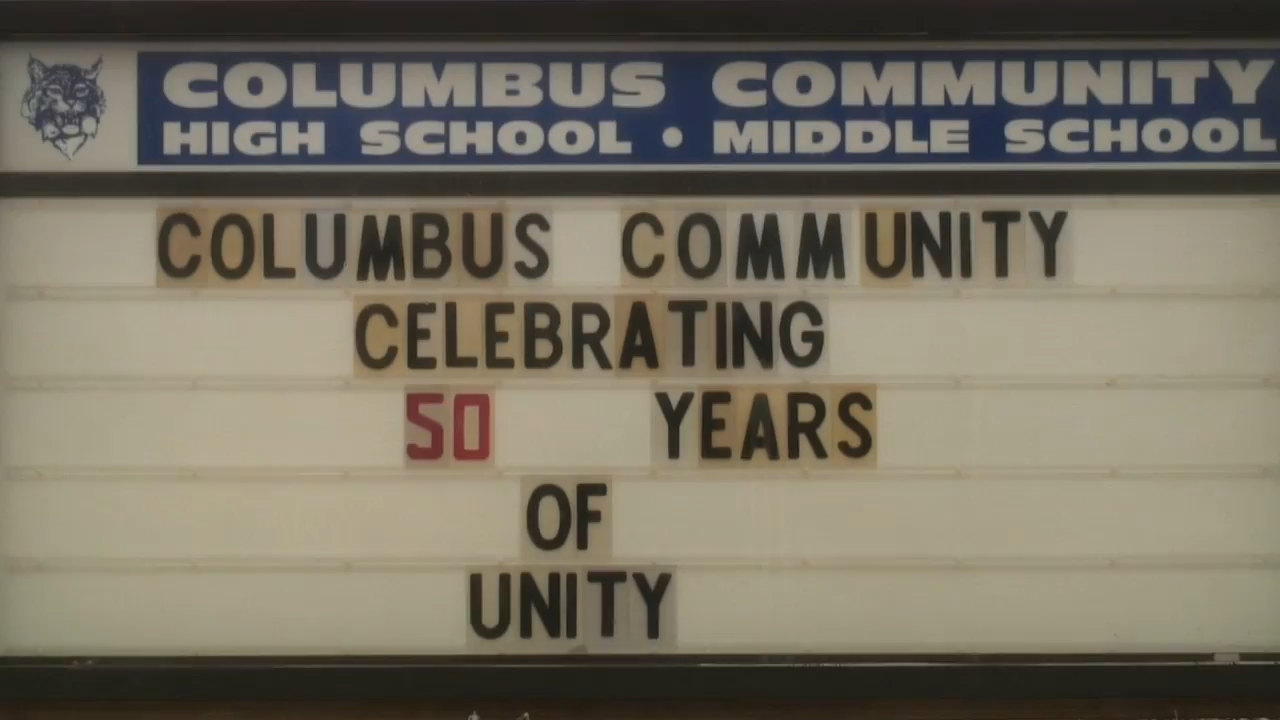 COLUMBUS COMMUNITY
HIGH SCHOOL • MIDDLE SCHOOL
COLUMBUS COMMUNITY
CELEBRATING
50 YEARS
OF
UNITY